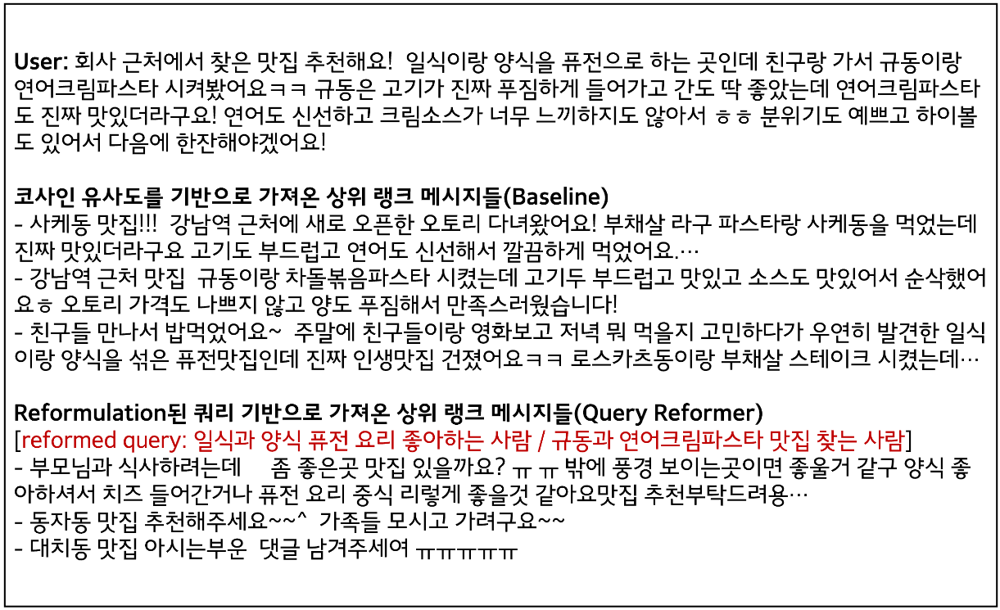 User: 회사 근처에서 찾은 맛집 추천해요!  일식이랑 양식을 퓨전으로 하는 곳인데 친구랑 가서 규동이랑
연어크림파스타 시켜봤어요ㅋㅋ 규동은 고기가 진짜 푸짐하게 들어가고 간도 딱 좋았는데 연어크림파스타
도 진짜 맛있더라구요! 연어도 신선하고 크림소스가 너무 느끼하지도 않아서 ㅎㅎ 분위기도 예쁘고 하이볼
도 있어서 다음에 한잔해야겠어요!
코사인 유사도를 기반으로 가져온 상위 랭크 메시지들(Baseline)
- 사케동 맛집!!!  강남역 근처에 새로 오픈한 오토리 다녀왔어요! 부채살 라구 파스타랑 사케동을 먹었는데
진짜 맛있더라구요 고기도 부드럽고 연어도 신선해서 깔끔하게 먹었어요.…
- 강남역 근처 맛집  규동이랑 차돌볶음파스타 시켰는데 고기두 부드럽고 맛있고 소스도 맛있어서 순삭했어
요ㅎ 오토리 가격도 나쁘지 않고 양도 푸짐해서 만족스러웠습니다!
- 친구들 만나서 밥먹었어요~  주말에 친구들이랑 영화보고 저녁 뭐 먹을지 고민하다가 우연히 발견한 일식
이랑 양식을 섞은 퓨전맛집인데 진짜 인생맛집 건졌어요ㅋㅋ 로스카츠동이랑 부채살 스테이크 시켰는데…
Reformulation된 쿼리 기반으로 가져온 상위 랭크 메시지들(Query Reformer)
[reformed query: 일식과 양식 퓨전 요리 좋아하는 사람 / 규동과 연어크림파스타 맛집 찾는 사람]
- 부모님과 식사하려는데     좀 좋은곳 맛집 있을까요? ㅠ ㅠ 밖에 풍경 보이는곳이면 좋울거 같구 양식 좋
아하셔서 치즈 들어간거나 퓨전 요리 중식 리렇게 좋을것 같아요맛집 추천부탁드려용…
- 동자동 맛집 추천해주세요~~^  가족들 모시고 가려구요~~
- 대치동 맛집 아시는부운  댓글 남겨주세여 ㅠㅠㅠㅠㅠ